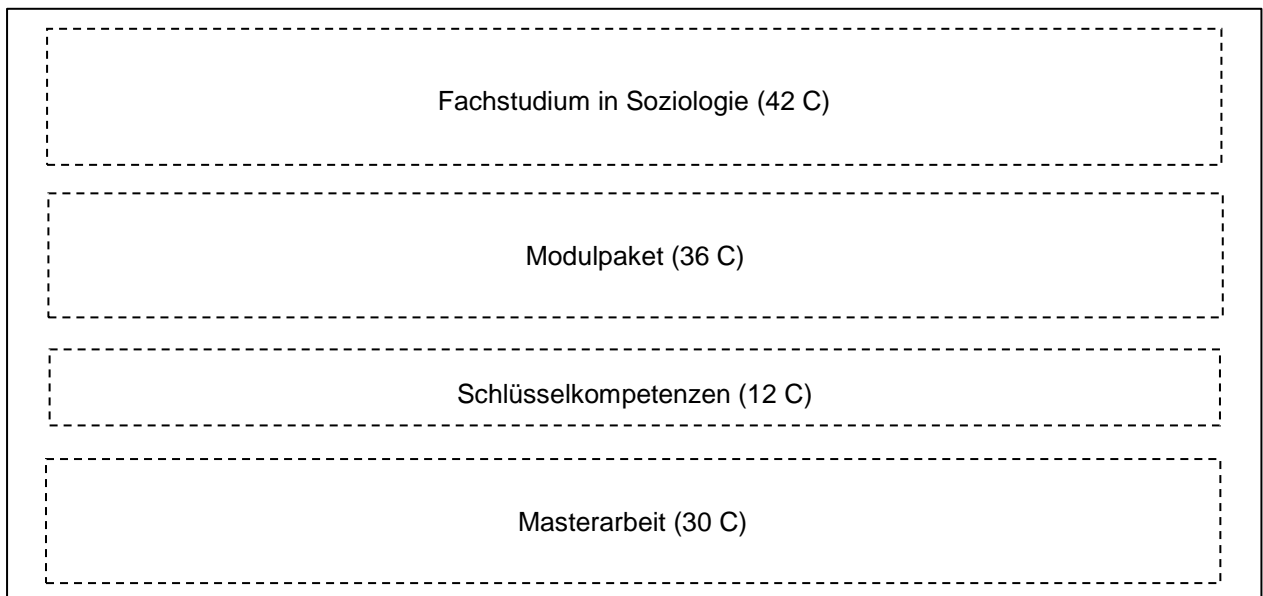 Fachstudium in Soziologie (42 C)
Modulpaket (36 C)
Schlüsselkompetenzen (12 C)
Masterarbeit (30 C)